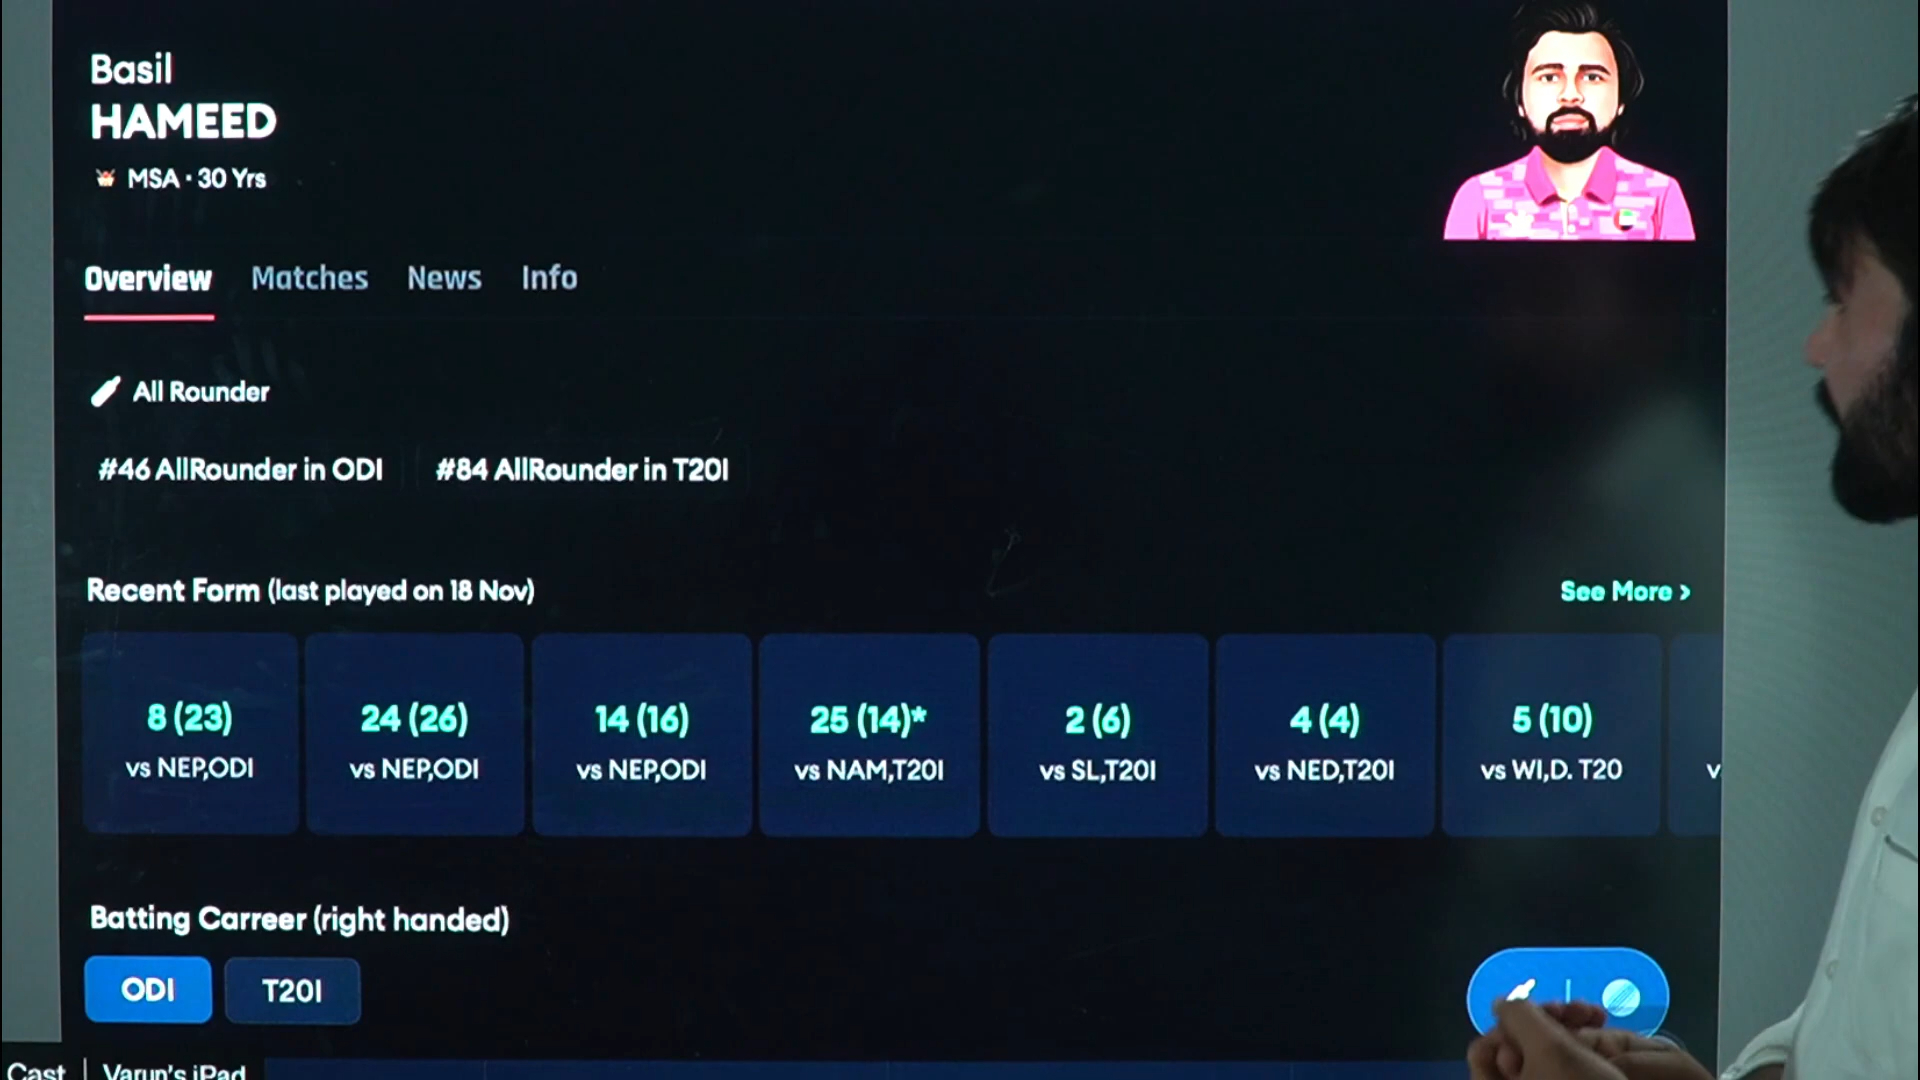 Basil
HAMEED
MSA · 30 Yrs
Overview Matches News Info
All Rounder
#46 AllRounder in ODI #84 AllRounder in T20I
Recent Form (last played on 18 Nov) See More >
8 (23) 24 (26) 14 (16) 25 (14)* 2 (6) 4 (4) 5 (10)
vs NEP,ODI vs NEP,ODI vs NEP,ODI vs NAM,T20I vs SL,T20I vs NED,T20I vs WI,D. T20 v
Batting Carreer (right handed)
ODI T20I
Cast | Varun's iPad